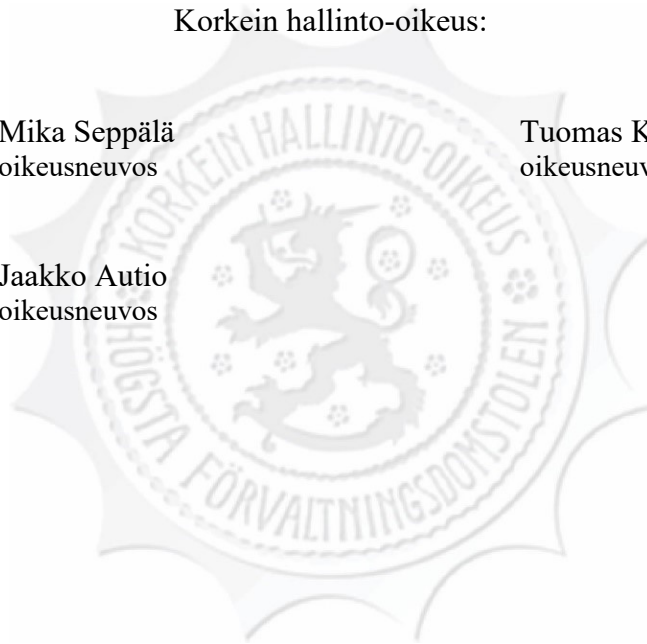 Korkein hallinto-oikeus:
Mika Seppälä
oikeusneuvos
Tuomas
Jaakko Autio
oikeusneuvos
KORKEIN HALLINTO-OIKEUS
HÖGSTA FÖRVALTNINGSDOMSTOLEN